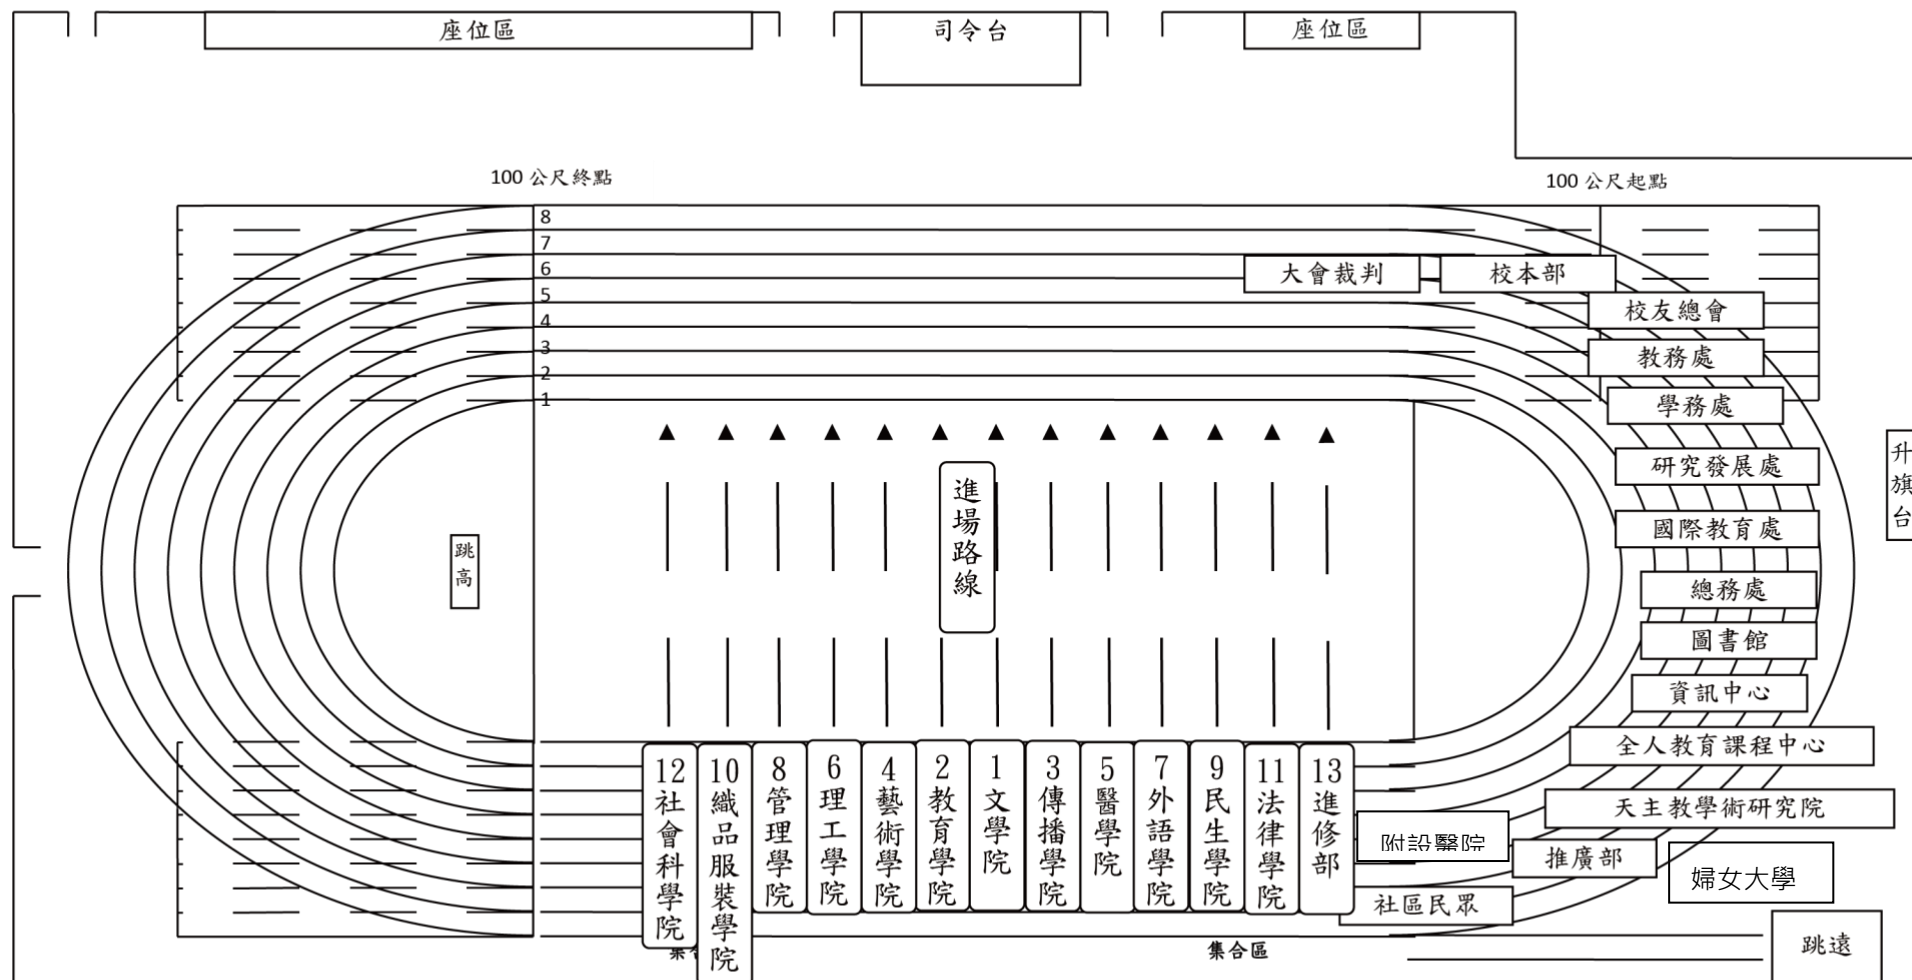 座位區
司令台
座位區
100 公尺終點
100 公尺起點
8
7
6
5
4
3
2
1
大會裁判
校本部
校友總會
教務處
學務處
研究發展處
國際教育處
總務處
圖書館
資訊中心
全人教育課程中心
天主教學術研究院
附設醫院
推廣部
婦女大學
社區民眾
跳遠
升旗台
跳高
進場路線
12社會科學院
10織品服裝學院
8管理學院
6理工學院
4藝術學院
2教育學院
1文學院
3傳播學院
5醫學院
7外語學院
9民生學院
11法律學院
13進修部
集合區